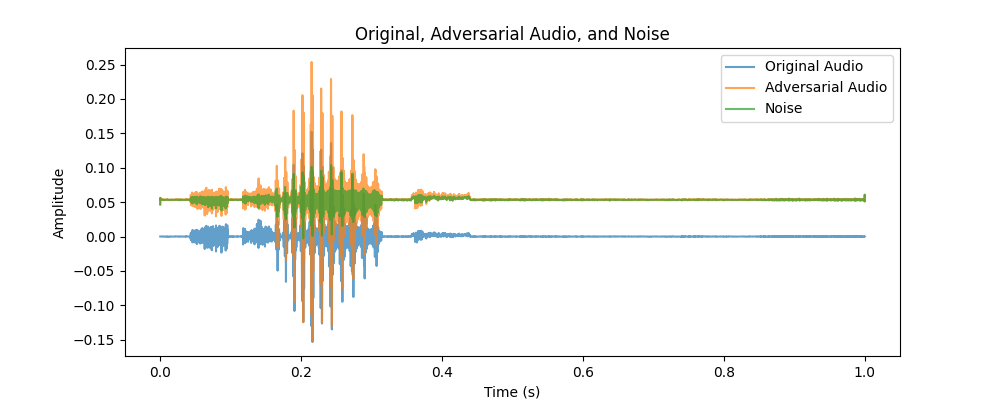 Original, Adversarial Audio, and Noise
Original Audio
Adversarial Audio
Noise
Amplitude
0.25
0.20
0.15
0.10
0.05
0.00
−0.05
−0.10
−0.15
0.0 0.2 0.4 0.6 0.8 1.0
Time (s)